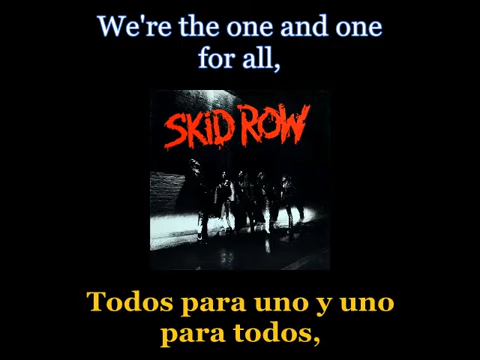 We're the one and one
for all,
SKiD ROW
Todos para uno y uno
para todos,